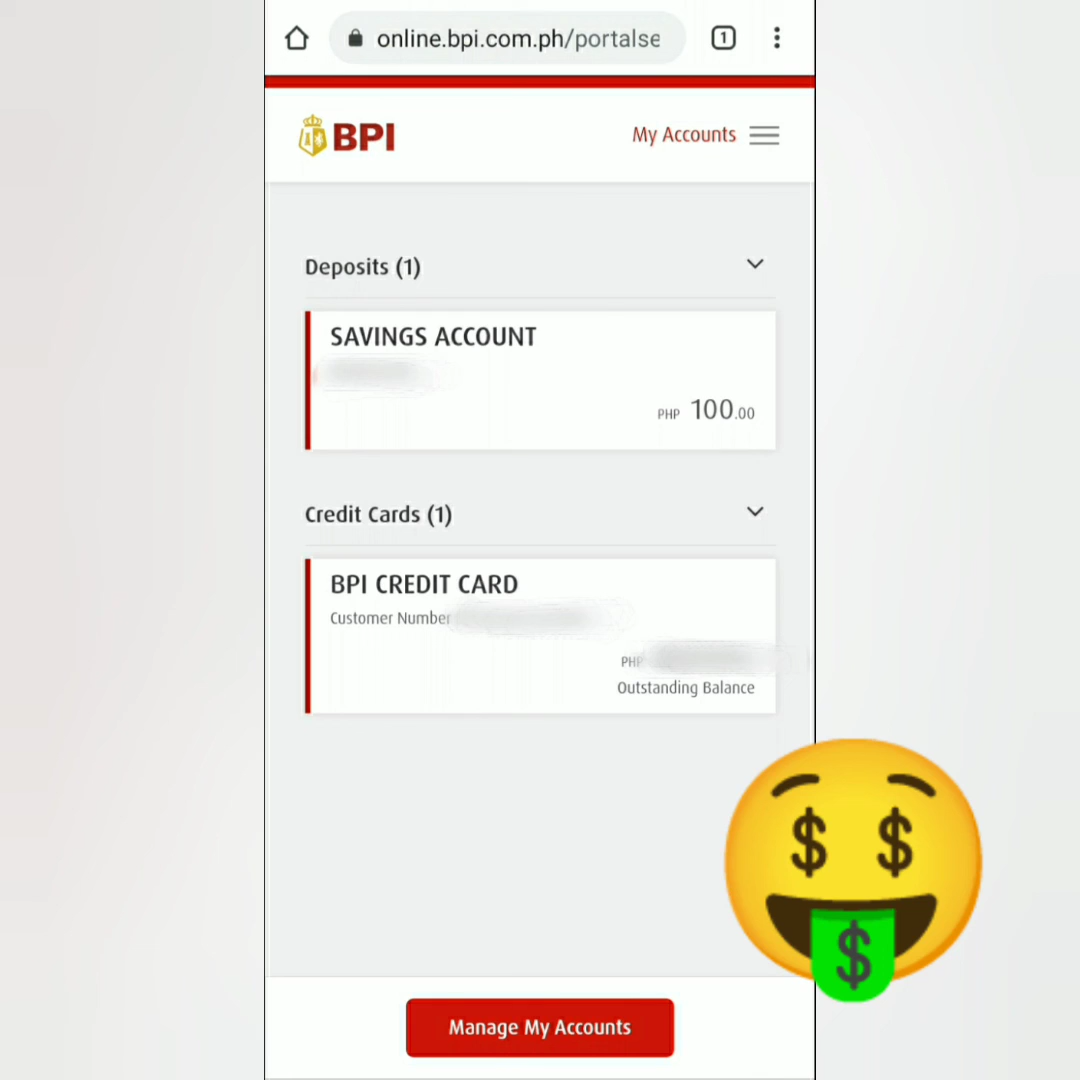 online.bpi.com.ph/portalse
1
BPI
My Accounts
Deposits (1)
SAVINGS ACCOUNT
PHP 100.00
Credit Cards (1)
BPI CREDIT CARD
Customer Number
PHP
Outstanding Balance
$ $
$
Manage My Accounts